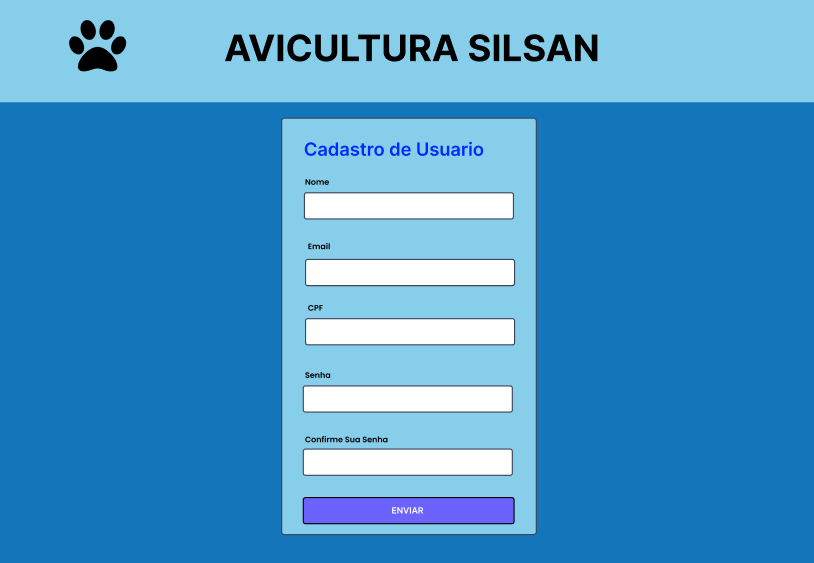 AVICULTURA SILSAN
Cadastro de Usuario
Nome
Email
CPF
Senha
Confirme Sua Senha
ENVIAR